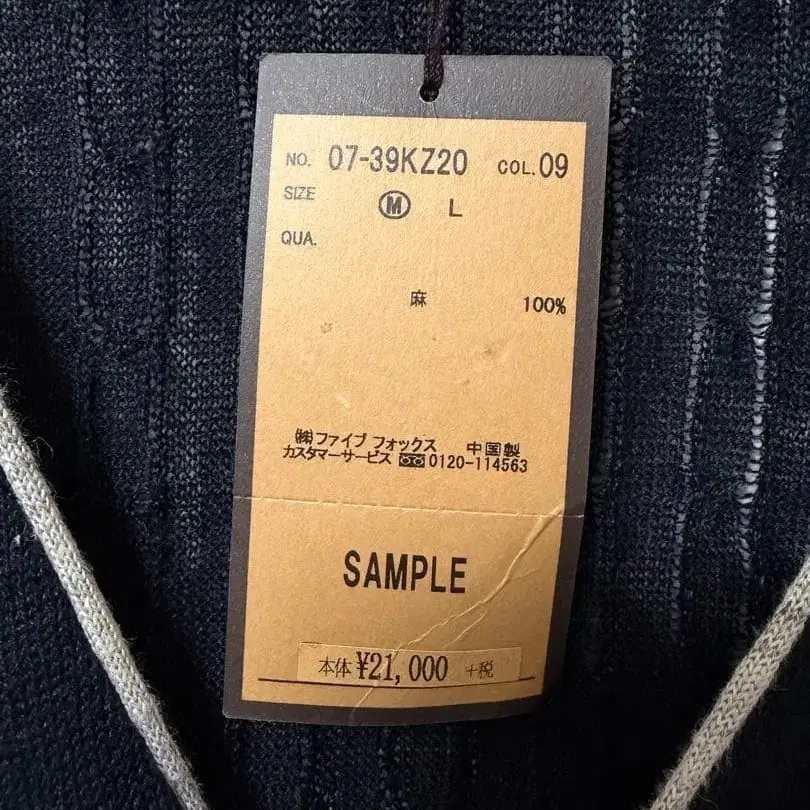 NO. 07-39KZ20 COL.09
SIZE Ⓜ L
QUA.
麻 100%
㈱ファイブ フォックス 中国製
カスタマーサービス 0120-114563
SAMPLE
本体 ¥21,000 +税